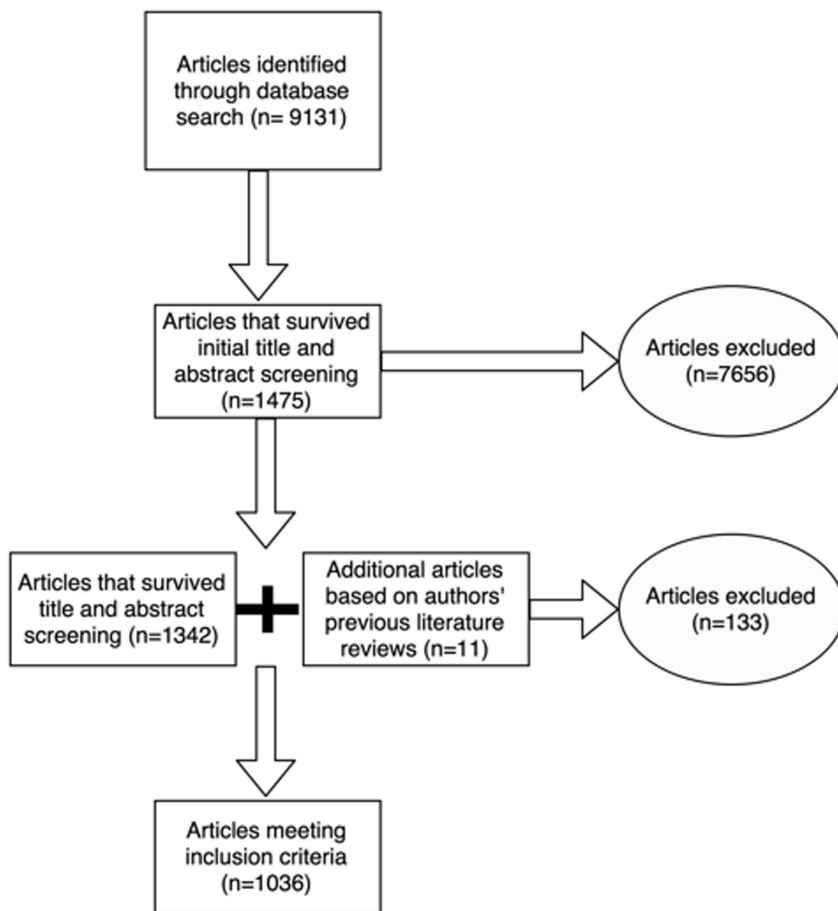 Articles identified
through database
search (n= 9131)
Articles that survived
initial title and
abstract screening
(n=1475)
Articles excluded
(n=7656)
Articles that survived
title and abstract
screening (n=1342)
Additional articles
based on authors'
previous literature
reviews (n=11)
Articles excluded
(n=133)
Articles meeting
inclusion criteria
(n=1036)